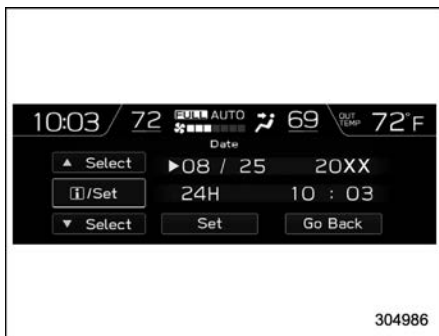 10:03 72 FULL AUTO 69 OUT TEMP 72°F
Date
▲ Select ▶08 / 25 20XX
i/Set 24H 10 : 03
▼ Select Set Go Back
304986